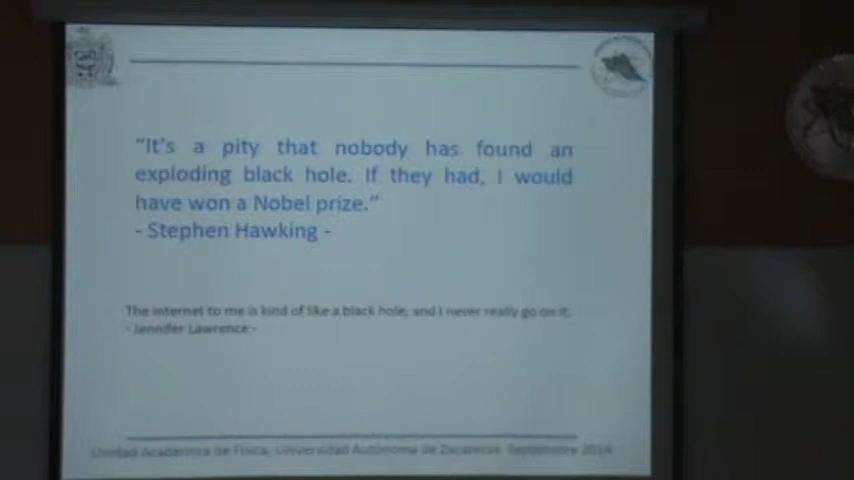 "It's a pity that nobody has found an
exploding black hole. If they had, I would
have won a Nobel prize."
- Stephen Hawking -
The internet to me is kind of like a black hole, and I never really go on it.
- Jennifer Lawrence -
Unidad Académica de Física, Universidad Autónoma de Zacatecas. Septiembre 2014